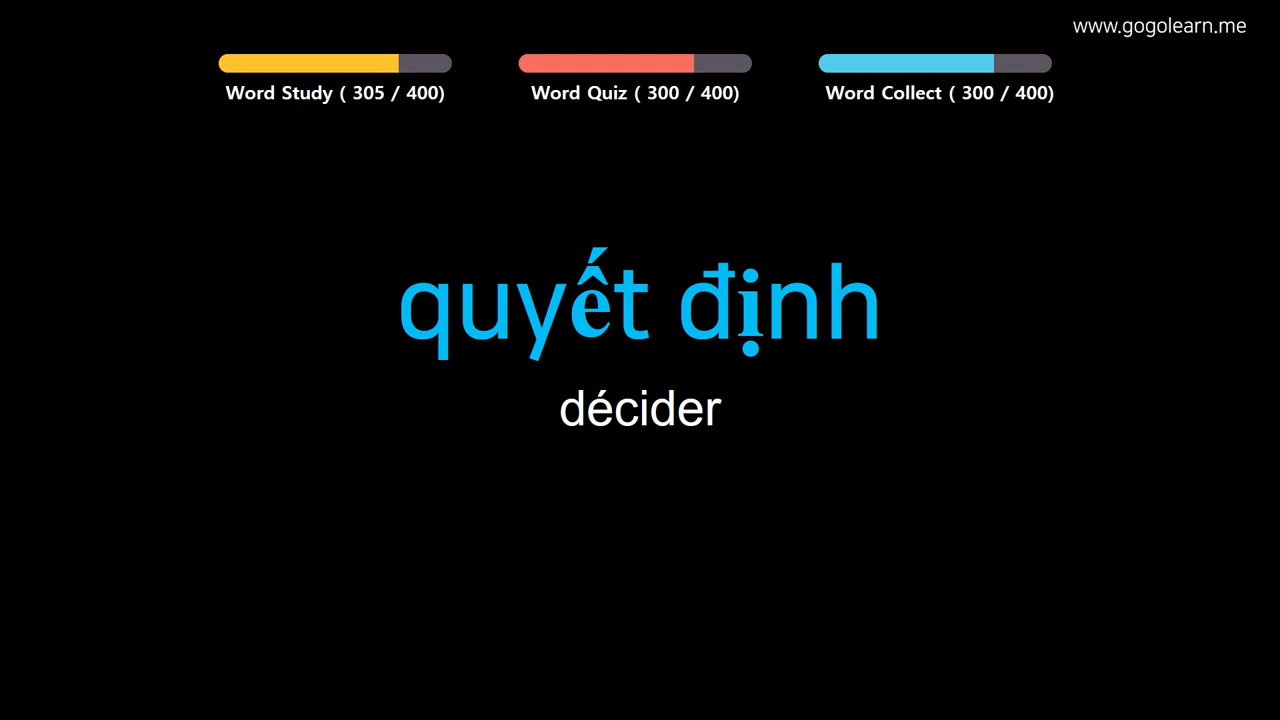 www.gogolearn.me
Word Study ( 305 / 400)
Word Quiz ( 300 / 400)
Word Collect ( 300 / 400)
quyết định
décider